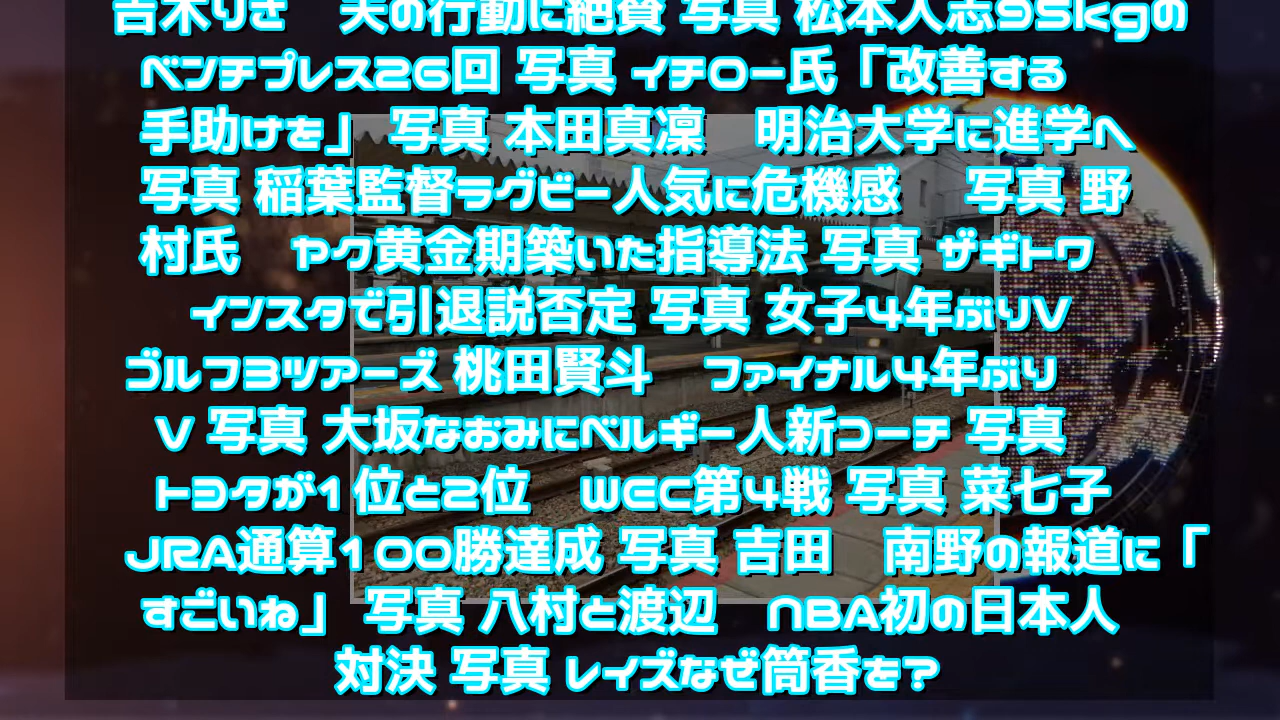 吉木りさ　夫の行動に絶賛 写真 松本人志95kgの
ベンチプレス26回 写真 イチロー氏「改善する
手助けを」 写真 本田真凜　明治大学に進学へ
写真 稲葉監督ラグビー人気に危機感　 写真 野
村氏　ヤク黄金期築いた指導法 写真 ザギトワ
インスタで引退説否定 写真 女子4年ぶりV
ゴルフ3ツアーズ 桃田賢斗　ファイナル4年ぶり
V 写真 大坂なおみにベルギー人新コーチ 写真
トヨタが1位と2位　WEC第4戦 写真 菜七子
JRA通算100勝達成 写真 吉田　南野の報道に「
すごいね」 写真 八村と渡辺　NBA初の日本人
対決 写真 レイズなぜ筒香を?